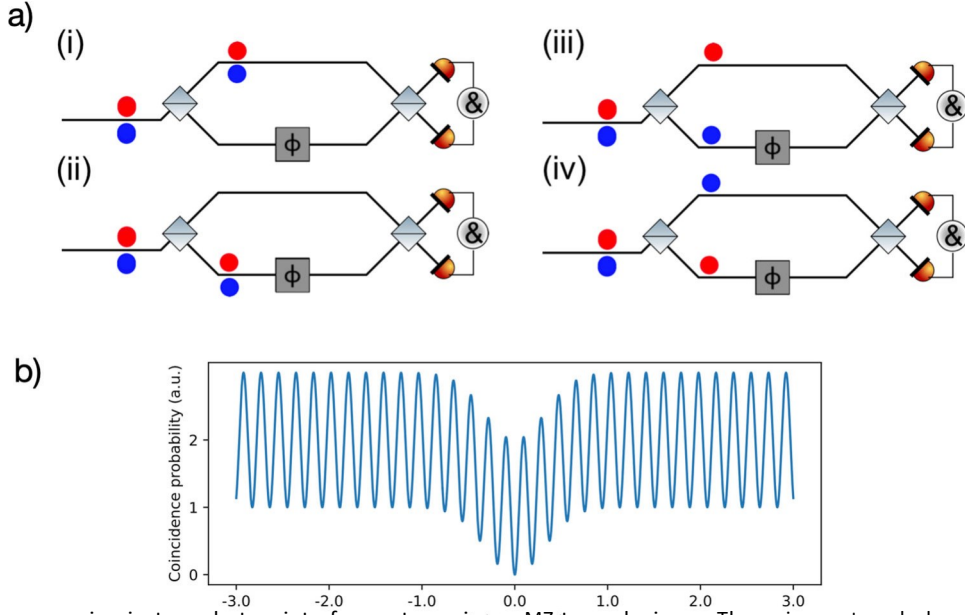 a)
(i)
(iii)
&
&
ϕ
ϕ
(ii)
(iv)
&
&
ϕ
ϕ
b)
Coincidence probability (a.u.)
2
1
0
-3.0 -2.0 -1.0 0.0 1.0 2.0 3.0